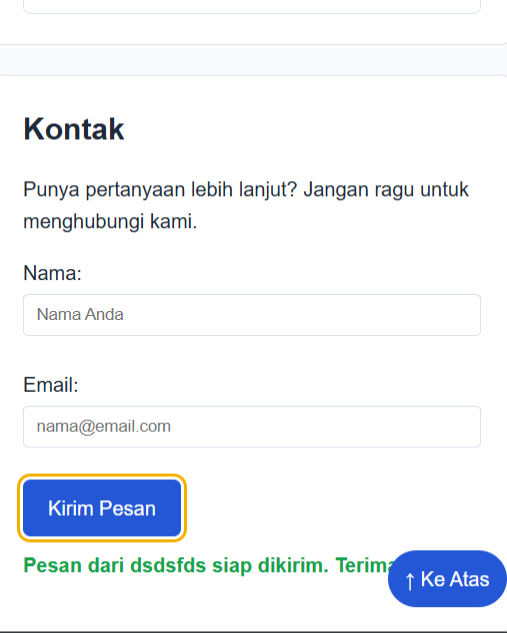 Kontak
Punya pertanyaan lebih lanjut? Jangan ragu untuk
menghubungi kami.
Nama:
Nama Anda
Email:
nama@email.com
Kirim Pesan
Pesan dari dsdsfds siap dikirim.
↑ Ke Atas